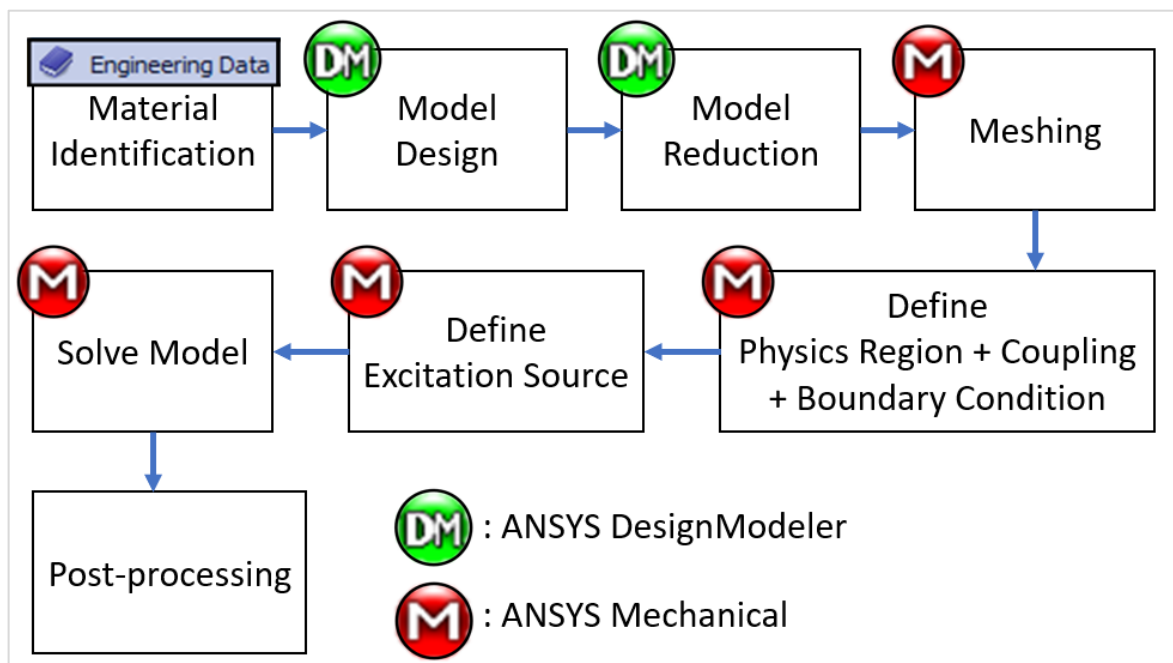 Engineering Data
Material
Identification
DM
Model
Design
DM
Model
Reduction
M
Meshing
M
Define
Physics Region + Coupling
+ Boundary Condition
M
Define
Excitation Source
M
Solve Model
Post-processing
DM : ANSYS DesignModeler
M : ANSYS Mechanical